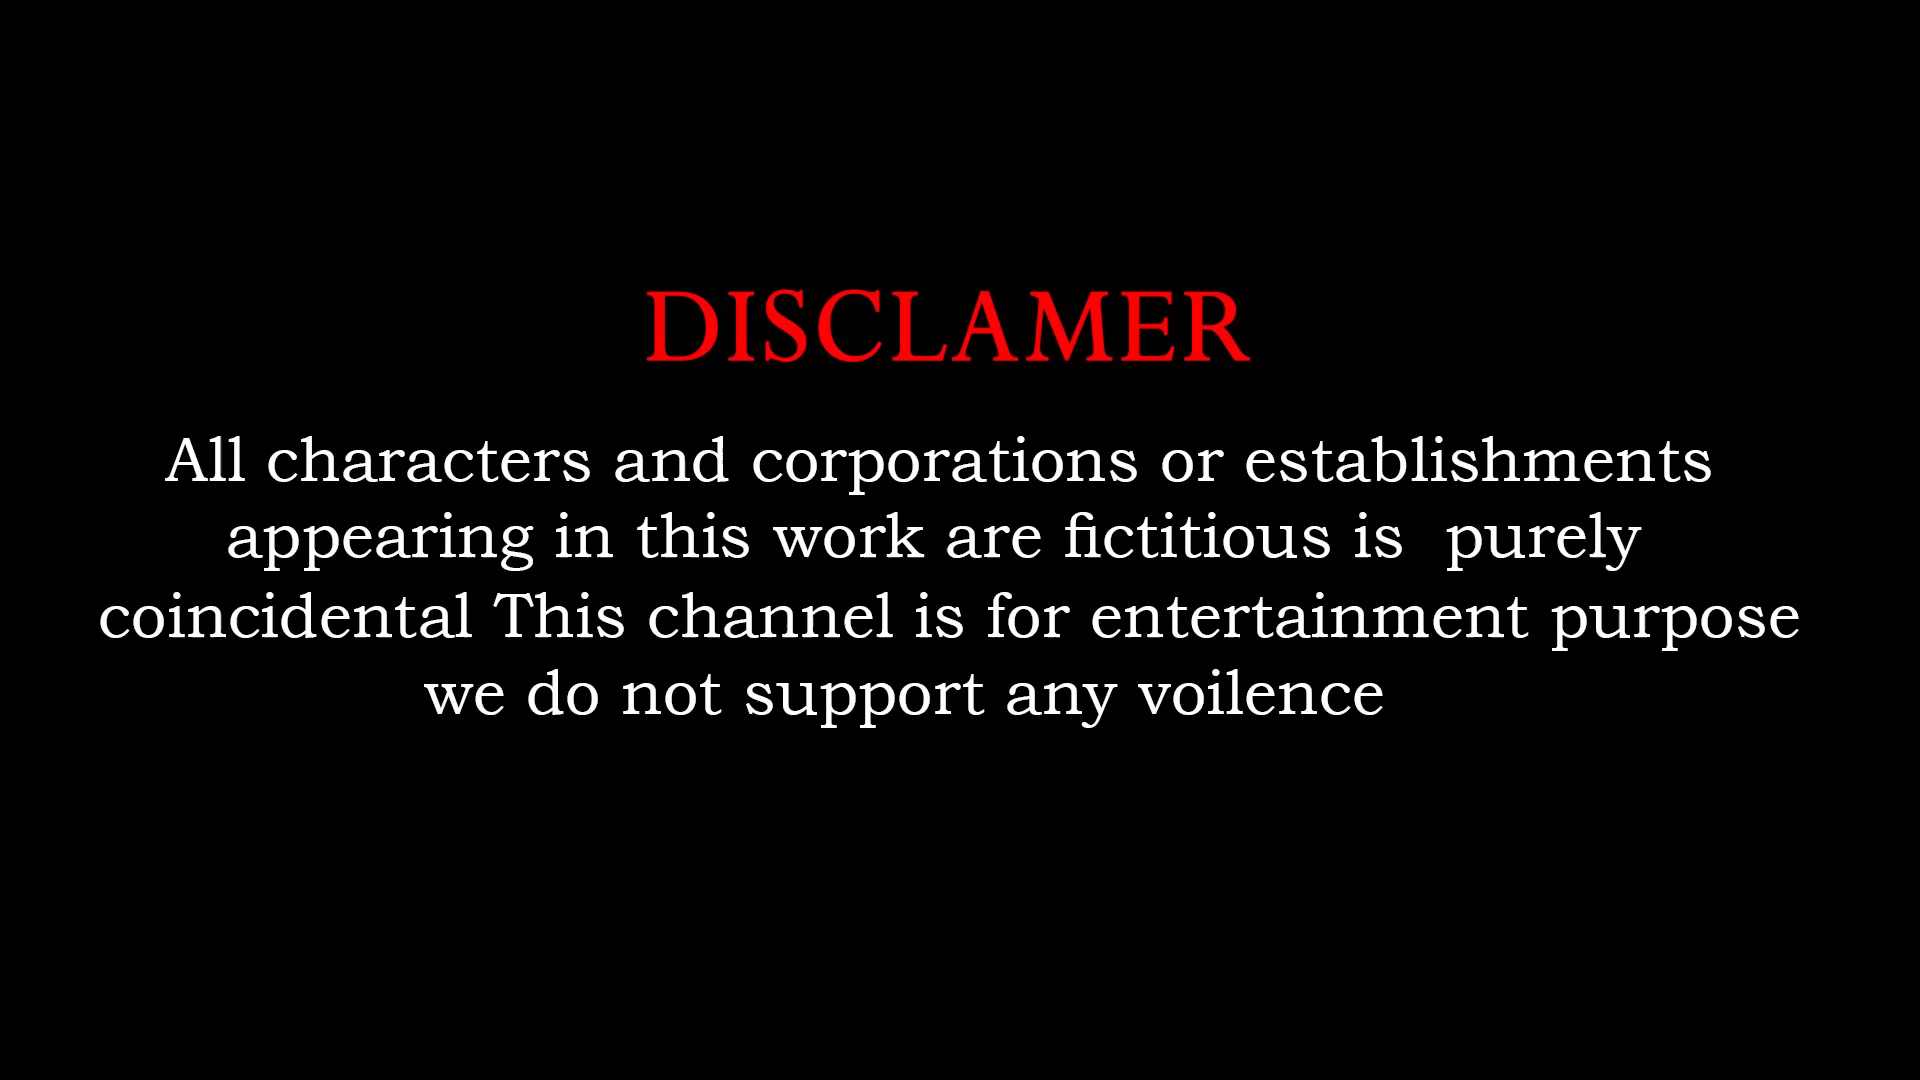 DISCLAMER
All characters and corporations or establishments
appearing in this work are fictitious is  purely
coincidental This channel is for entertainment purpose
we do not support any voilence